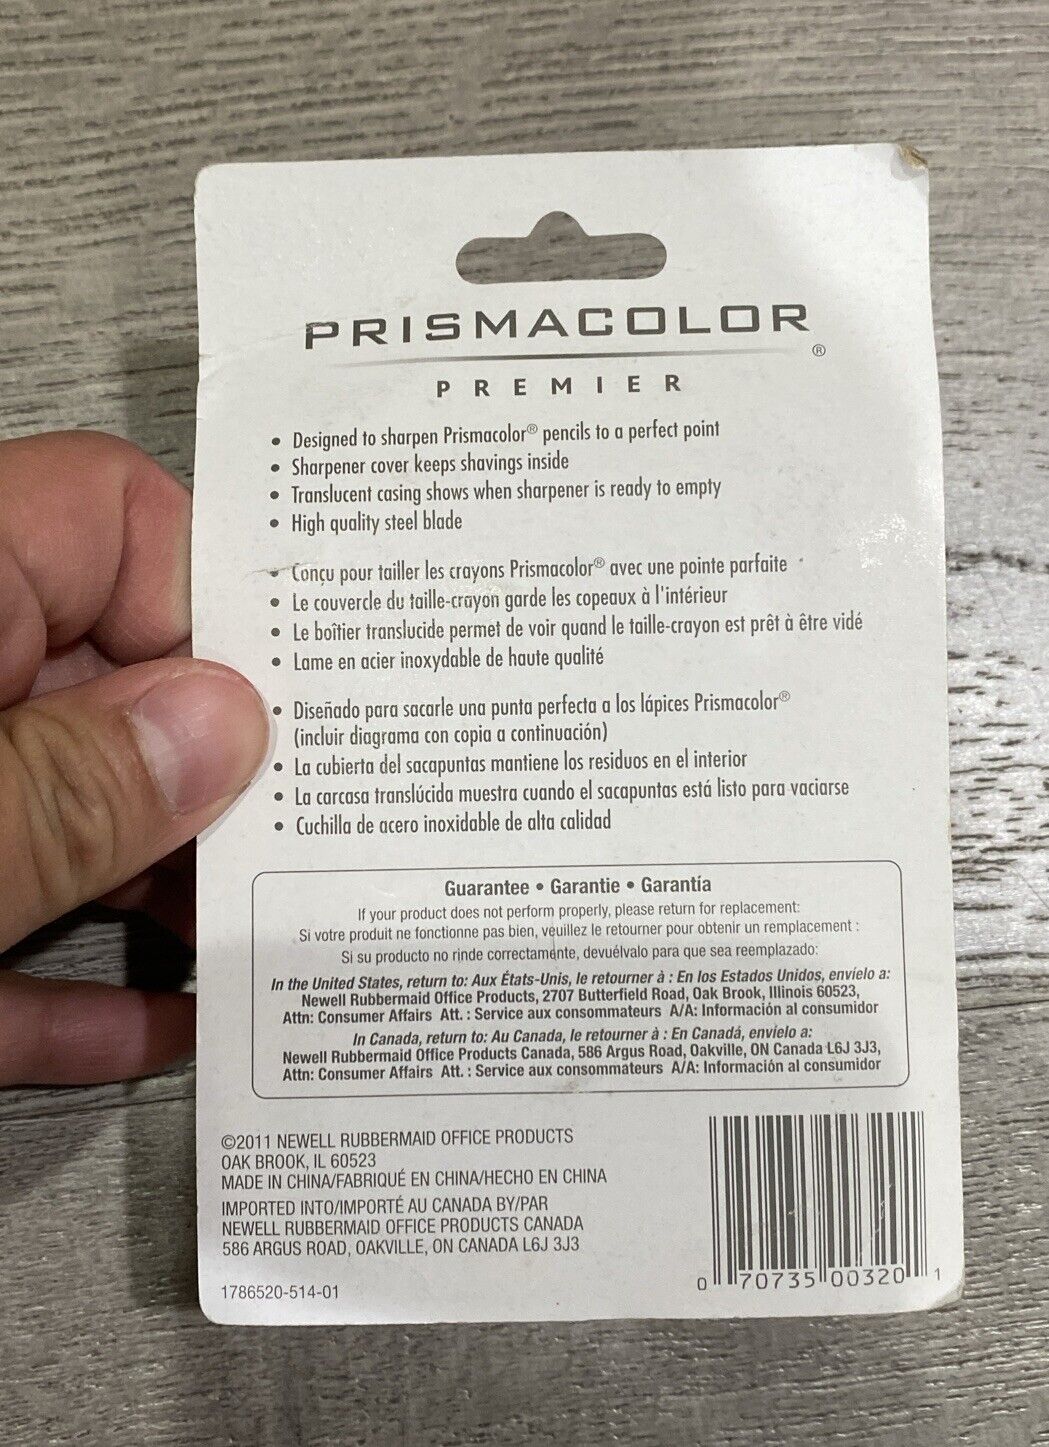 PRISMACOLOR®
PREMIER
• Designed to sharpen Prismacolor® pencils to a perfect point
• Sharpener cover keeps shavings inside
• Translucent casing shows when sharpener is ready to empty
• High quality steel blade
• Conçu pour tailler les crayons Prismacolor® avec une pointe parfaite
• Le couvercle du taille-crayon garde les copeaux à l'intérieur
• Le boîtier translucide permet de voir quand le taille-crayon est prêt à être vidé
• Lame en acier inoxydable de haute qualité
• Diseñado para sacarle una punta perfecta a los lápices Prismacolor®
(incluir diagrama con copia a continuación)
• La cubierta del sacapuntas mantiene los residuos en el interior
• La carcasa translúcida muestra cuando el sacapuntas está listo para vaciarse
• Cuchilla de acero inoxidable de alta calidad
Guarantee • Garantie • Garantía
If your product does not perform properly, please return for replacement:
Si votre produit ne fonctionne pas bien, veuillez le retourner pour obtenir un remplacement :
Si su producto no rinde correctamente, devuélvalo para que sea reemplazado:
In the United States, return to: Aux États-Unis, le retourner à : En los Estados Unidos, envíelo a:
Newell Rubbermaid Office Products, 2707 Butterfield Road, Oak Brook, Illinois 60523,
Attn: Consumer Affairs Att. : Service aux consommateurs A/A: Información al consumidor
In Canada, return to: Au Canada, le retourner à : En Canadá, envielo a:
Newell Rubbermaid Office Products Canada, 586 Argus Road, Oakville, ON Canada L6J 3J3,
Attn: Consumer Affairs Att. : Service aux consommateurs A/A: Información al consumidor
©2011 NEWELL RUBBERMAID OFFICE PRODUCTS
OAK BROOK, IL 60523
MADE IN CHINA/FABRIQUÉ EN CHINA/HECHO EN CHINA
IMPORTED INTO/IMPORTÉ AU CANADA BY/PAR
NEWELL RUBBERMAID OFFICE PRODUCTS CANADA
586 ARGUS ROAD, OAKVILLE, ON CANADA L6J 3J3
1786520-514-01
0 70735 00320 1